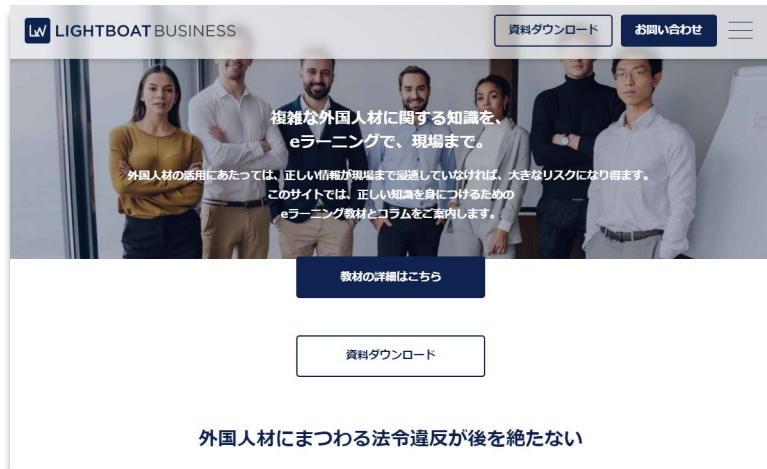 LW LIGHTBOAT BUSINESS
資料ダウンロード
お問い合わせ
複雑な外国人材に関する知識を、
eラーニングで、現場まで。
外国人材の活用にあたっては、正しい情報が現場まで浸透していなければ、大きなリスクになり得ます。
このサイトでは、正しい知識を身につけるための
eラーニング教材とコラムをご案内します。
教材の詳細はこちら
資料ダウンロード
外国人材にまつわる法令違反が後を絶たない